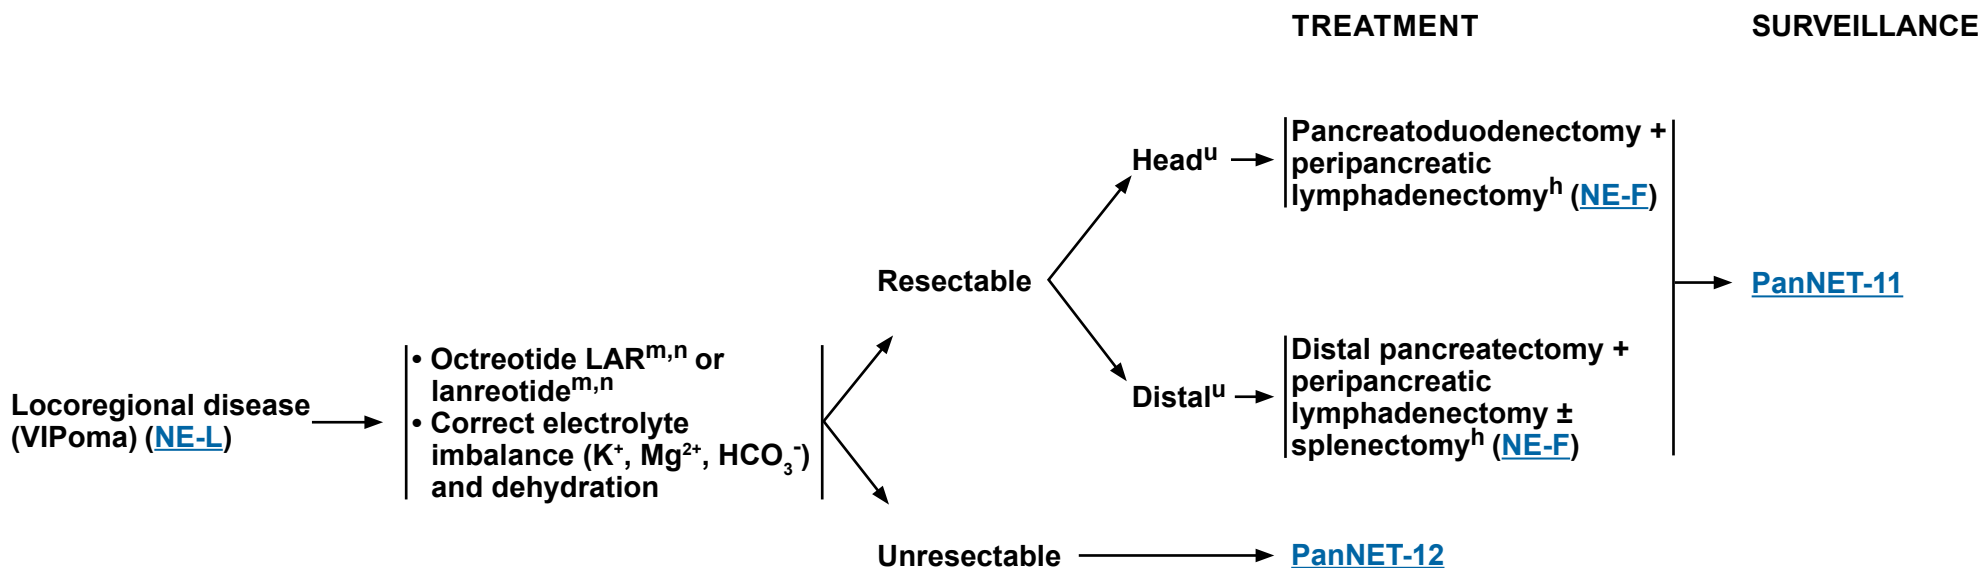 TREATMENT
SURVEILLANCE
Locoregional disease
(VIPoma) (NE-L)
• Octreotide LARᵐ,ⁿ or
lanreotideᵐ,ⁿ
• Correct electrolyte
imbalance (K⁺, Mg²⁺, HCO₃⁻)
and dehydration
Resectable
Headᵘ
Pancreatoduodenectomy +
peripancreatic
lymphadenectomyʰ (NE-F)
Distalᵘ
Distal pancreatectomy +
peripancreatic
lymphadenectomy ±
splenectomyʰ (NE-F)
PanNET-11
Unresectable
PanNET-12